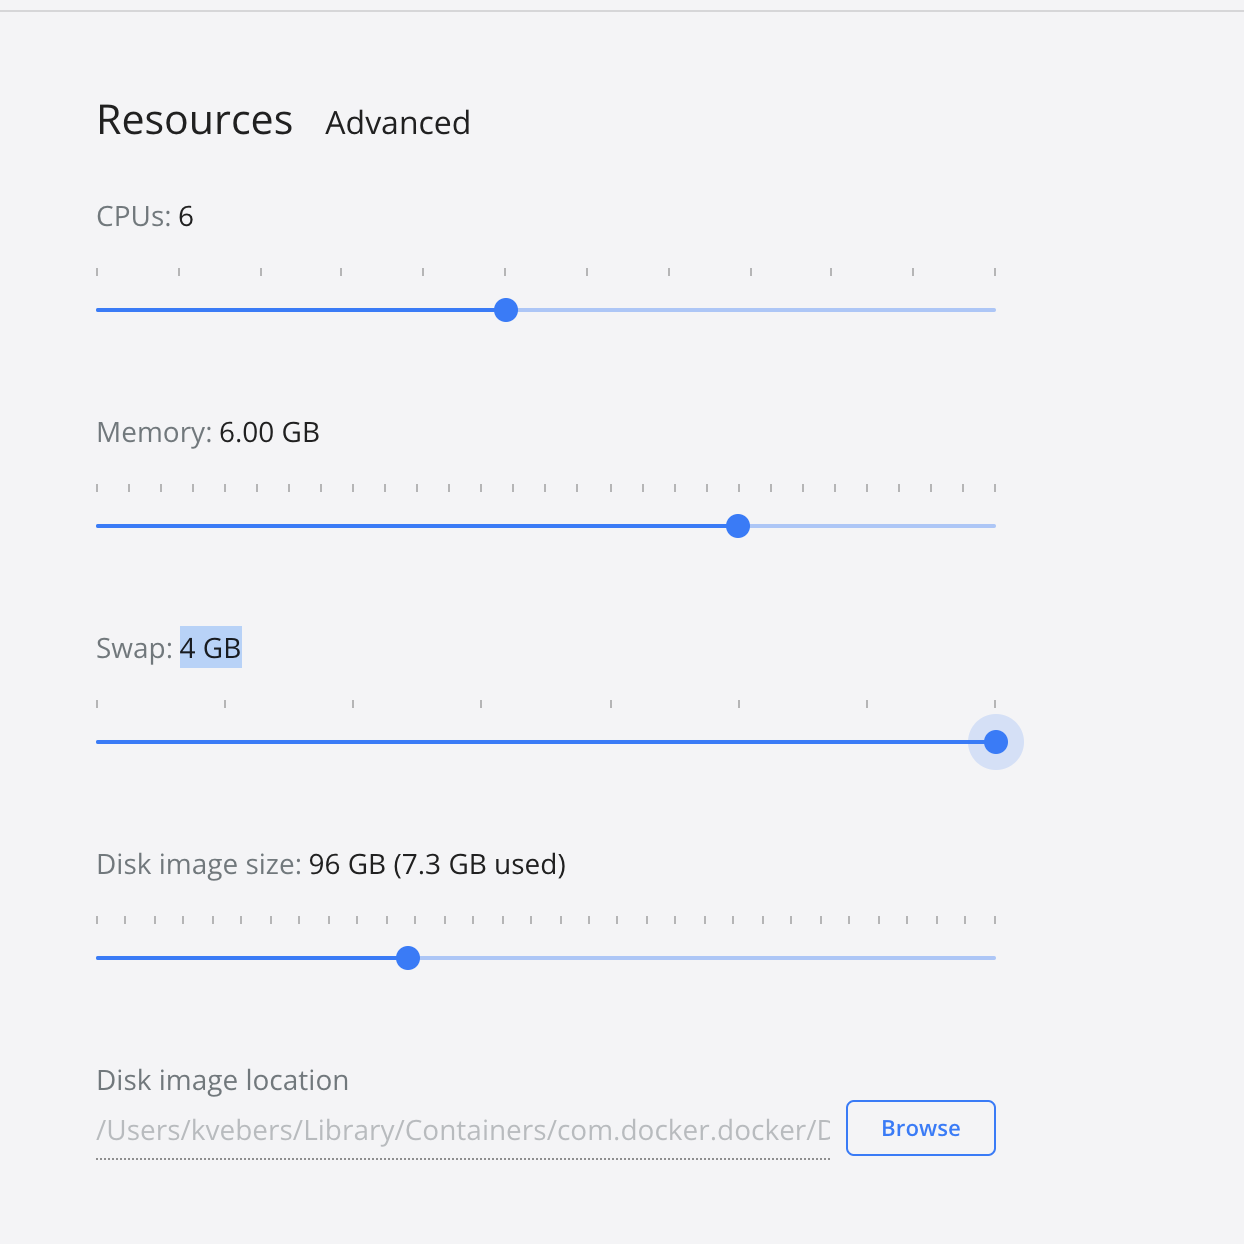 Resources Advanced
CPUs: 6
Memory: 6.00 GB
Swap: 4 GB
Disk image size: 96 GB (7.3 GB used)
Disk image location
/Users/kvebers/Library/Containers/com.docker.docker/D
Browse